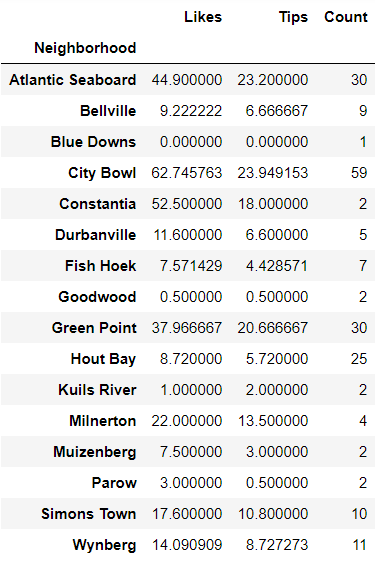 Likes Tips Count
Neighborhood
Atlantic Seaboard 44.900000 23.200000 30
Bellville 9.222222 6.666667 9
Blue Downs 0.000000 0.000000 1
City Bowl 62.745763 23.949153 59
Constantia 52.500000 18.000000 2
Durbanville 11.600000 6.600000 5
Fish Hoek 7.571429 4.428571 7
Goodwood 0.500000 0.500000 2
Green Point 37.966667 20.666667 30
Hout Bay 8.720000 5.720000 25
Kuils River 1.000000 2.000000 2
Milnerton 22.000000 13.500000 4
Muizenberg 7.500000 3.000000 2
Parow 3.000000 0.500000 2
Simons Town 17.600000 10.800000 10
Wynberg 14.090909 8.727273 11